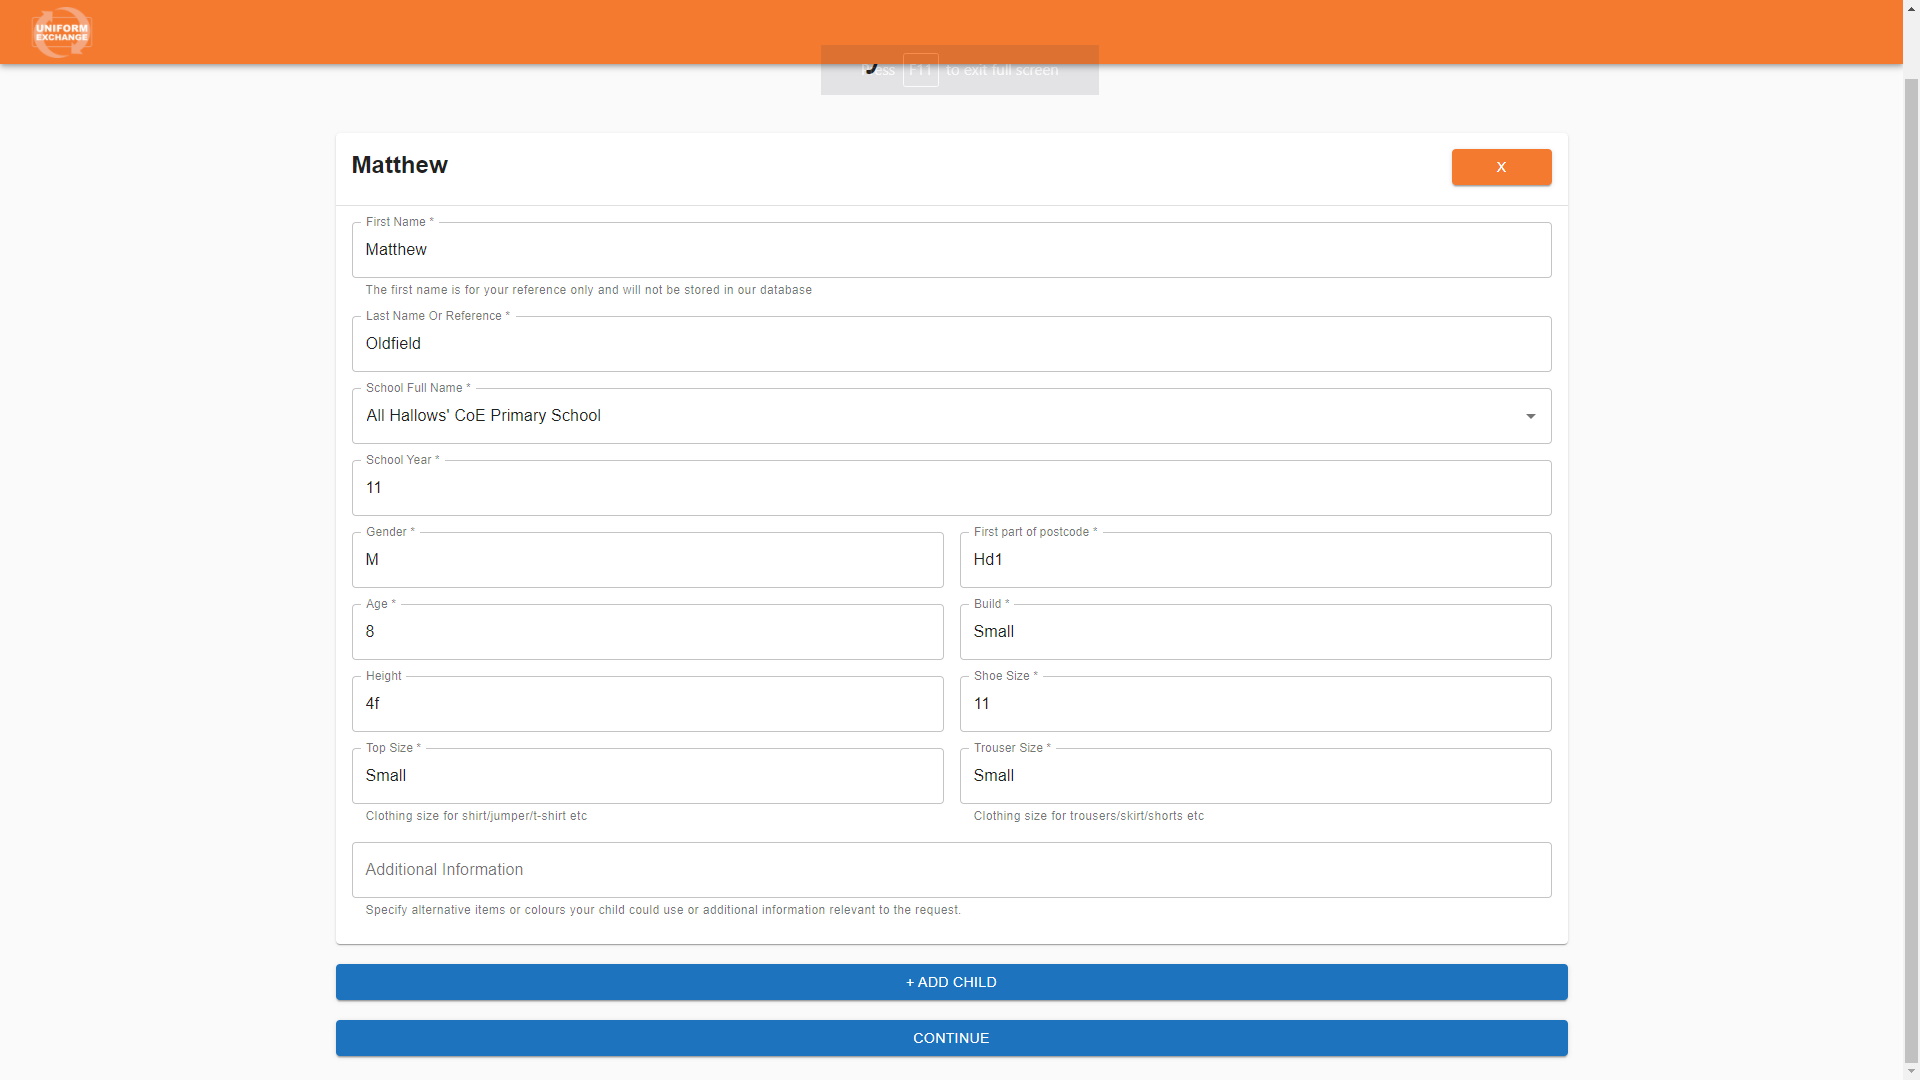 UNIFORM
EXCHANGE
Press F11 to exit full screen
Matthew
X
First Name *
Matthew
The first name is for your reference only and will not be stored in our database
Last Name Or Reference *
Oldfield
School Full Name *
All Hallows' CoE Primary School
School Year *
11
Gender *
M
First part of postcode *
Hd1
Age *
8
Build *
Small
Height
4f
Shoe Size *
11
Top Size *
Small
Trouser Size *
Small
Clothing size for shirt/jumper/t-shirt etc
Clothing size for trousers/skirt/shorts etc
Additional Information
Specify alternative items or colours your child could use or additional information relevant to the request.
+ ADD CHILD
CONTINUE